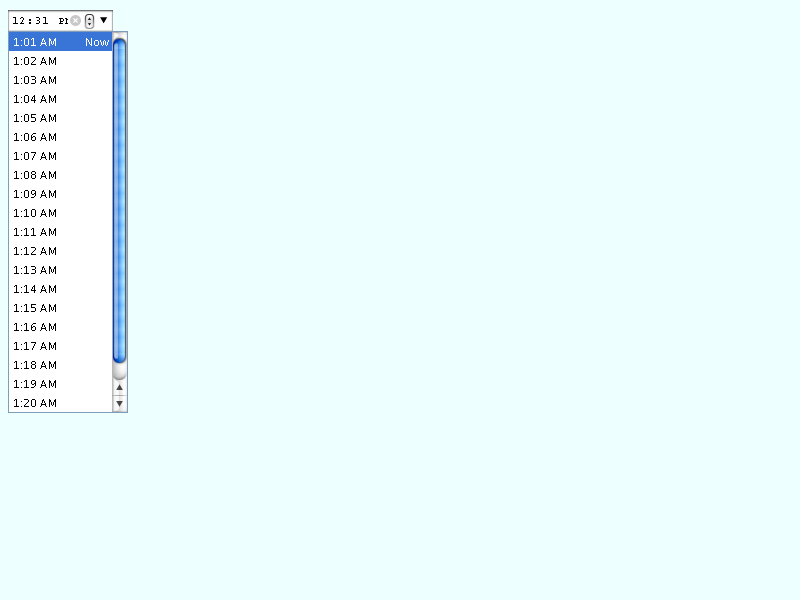 12:31
1:01 AM Now
1:02 AM
1:03 AM
1:04 AM
1:05 AM
1:06 AM
1:07 AM
1:08 AM
1:09 AM
1:10 AM
1:11 AM
1:12 AM
1:13 AM
1:14 AM
1:15 AM
1:16 AM
1:17 AM
1:18 AM
1:19 AM
1:20 AM